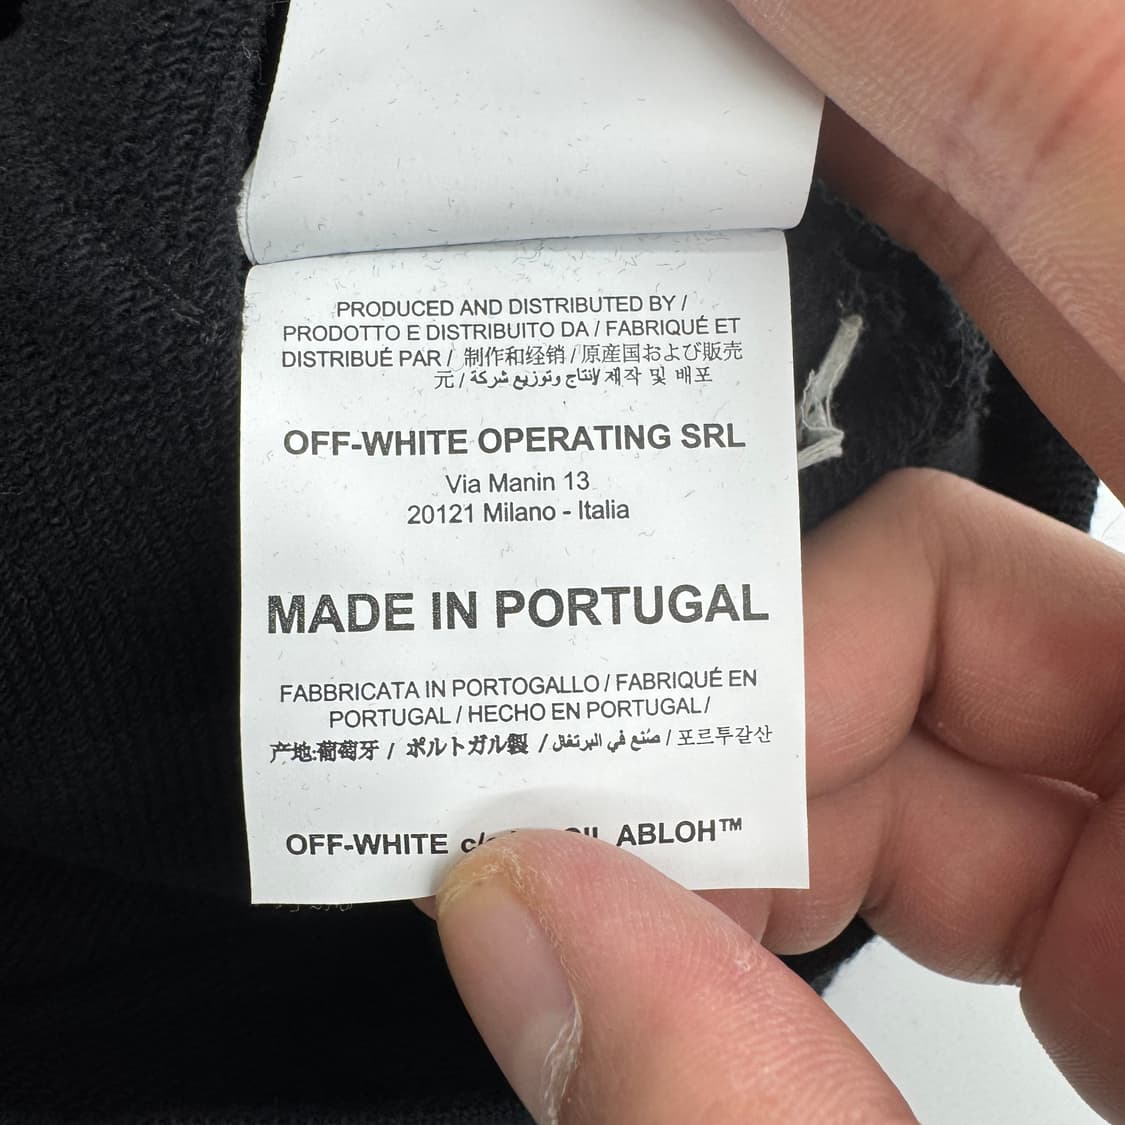 PRODUCED AND DISTRIBUTED BY /
PRODOTTO E DISTRIBUITO DA / FABRIQUÉ ET
DISTRIBUÉ PAR / 制作和经销 / 原産国および販売
元 / إنتاج وتوزيع شركة / 제작 및 배포
OFF-WHITE OPERATING SRL
Via Manin 13
20121 Milano - Italia
MADE IN PORTUGAL
FABBRICATA IN PORTOGALLO / FABRIQUÉ EN
PORTUGAL / HECHO EN PORTUGAL /
产地:葡萄牙 / ポルトガル製 / صنع في البرتغال / 포르투갈산
OFF-WHITE ABLOH™